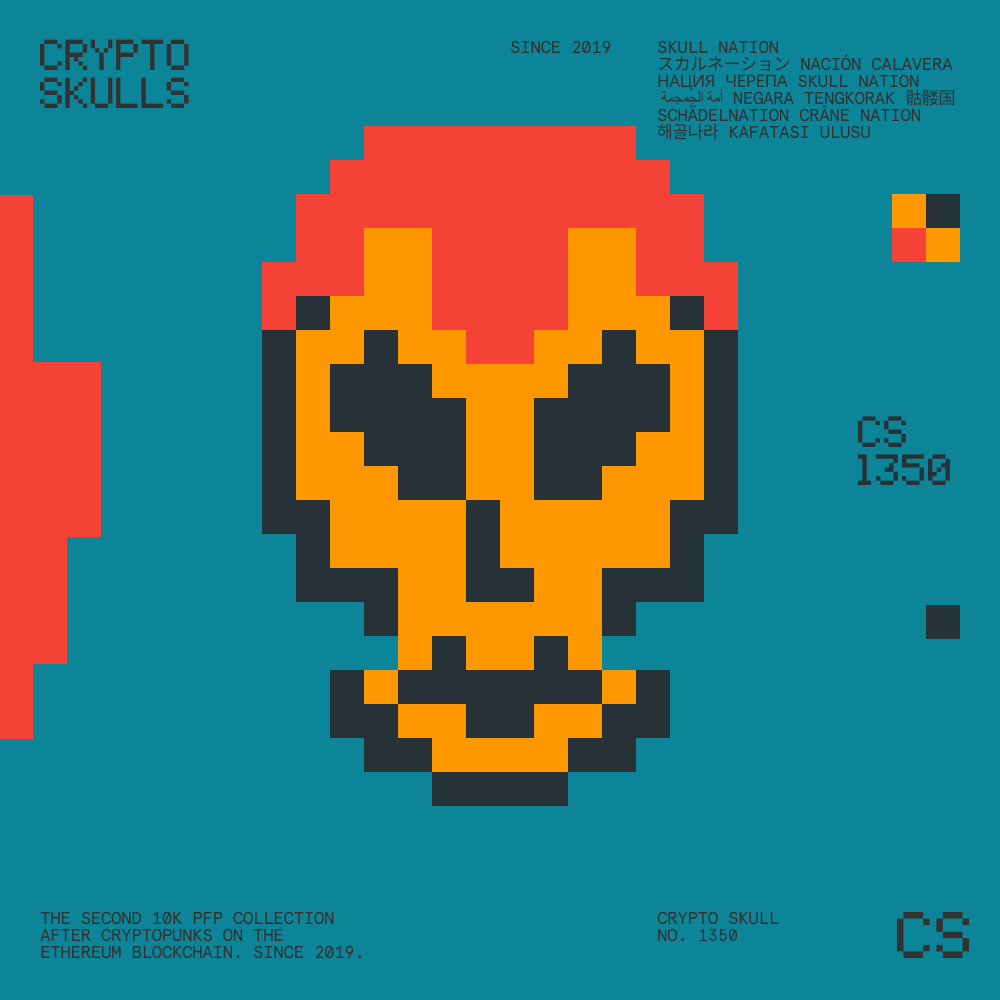 CRYPTO
SKULLS
SINCE 2019
SKULL NATION
スカルネーション NACIÓN CALAVERA
НАЦИЯ ЧЕРЕПА SKULL NATION
أمة الجمجمة NEGARA TENGKORAK 骷髅国
SCHÄDELNATION CRÂNE NATION
해골나라 KAFATASI ULUSU
CS
1350
THE SECOND 10K PFP COLLECTION
AFTER CRYPTOPUNKS ON THE
ETHEREUM BLOCKCHAIN. SINCE 2019.
CRYPTO SKULL
NO. 1350
CS